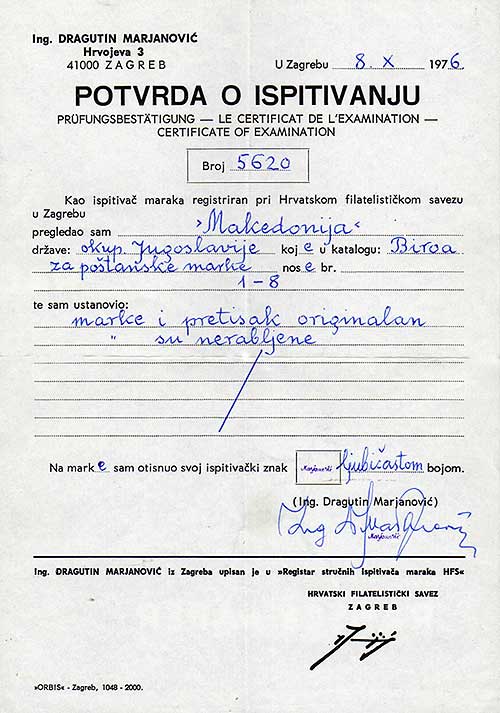 Ing. DRAGUTIN MARJANOVIĆ
Hrvojeva 3
41000 ZAGREB
U Zagrebu 8. X 1976.
POTVRDA O ISPITIVANJU
PRÜFUNGSBESTÄTIGUNG — LE CERTIFICAT DE L'EXAMINATION —
CERTIFICATE OF EXAMINATION
Broj 5620
Kao ispitivač maraka registriran pri Hrvatskom filatelističkom savezu
u Zagrebu
pregledao sam »Makedonija«
države: okup. Jugoslavije koje u katalogu: Birva
za poštanske marke nose br.
1-8
te sam ustanovio:
marke i pretisak originalan
" su nerabljene
Na marke sam otisnuo svoj ispitivački znak Marjanović ljubičastom bojom.
(Ing. Dragutin Marjanović)
Marjanović
Ing. DRAGUTIN MARJANOVIĆ iz Zagreba upisan je u »Registar stručnih Ispitivača maraka HFS«
HRVATSKI FILATELISTIČKI SAVEZ
ZAGREB
»ORBIS« - Zagreb, 1048 - 2000.